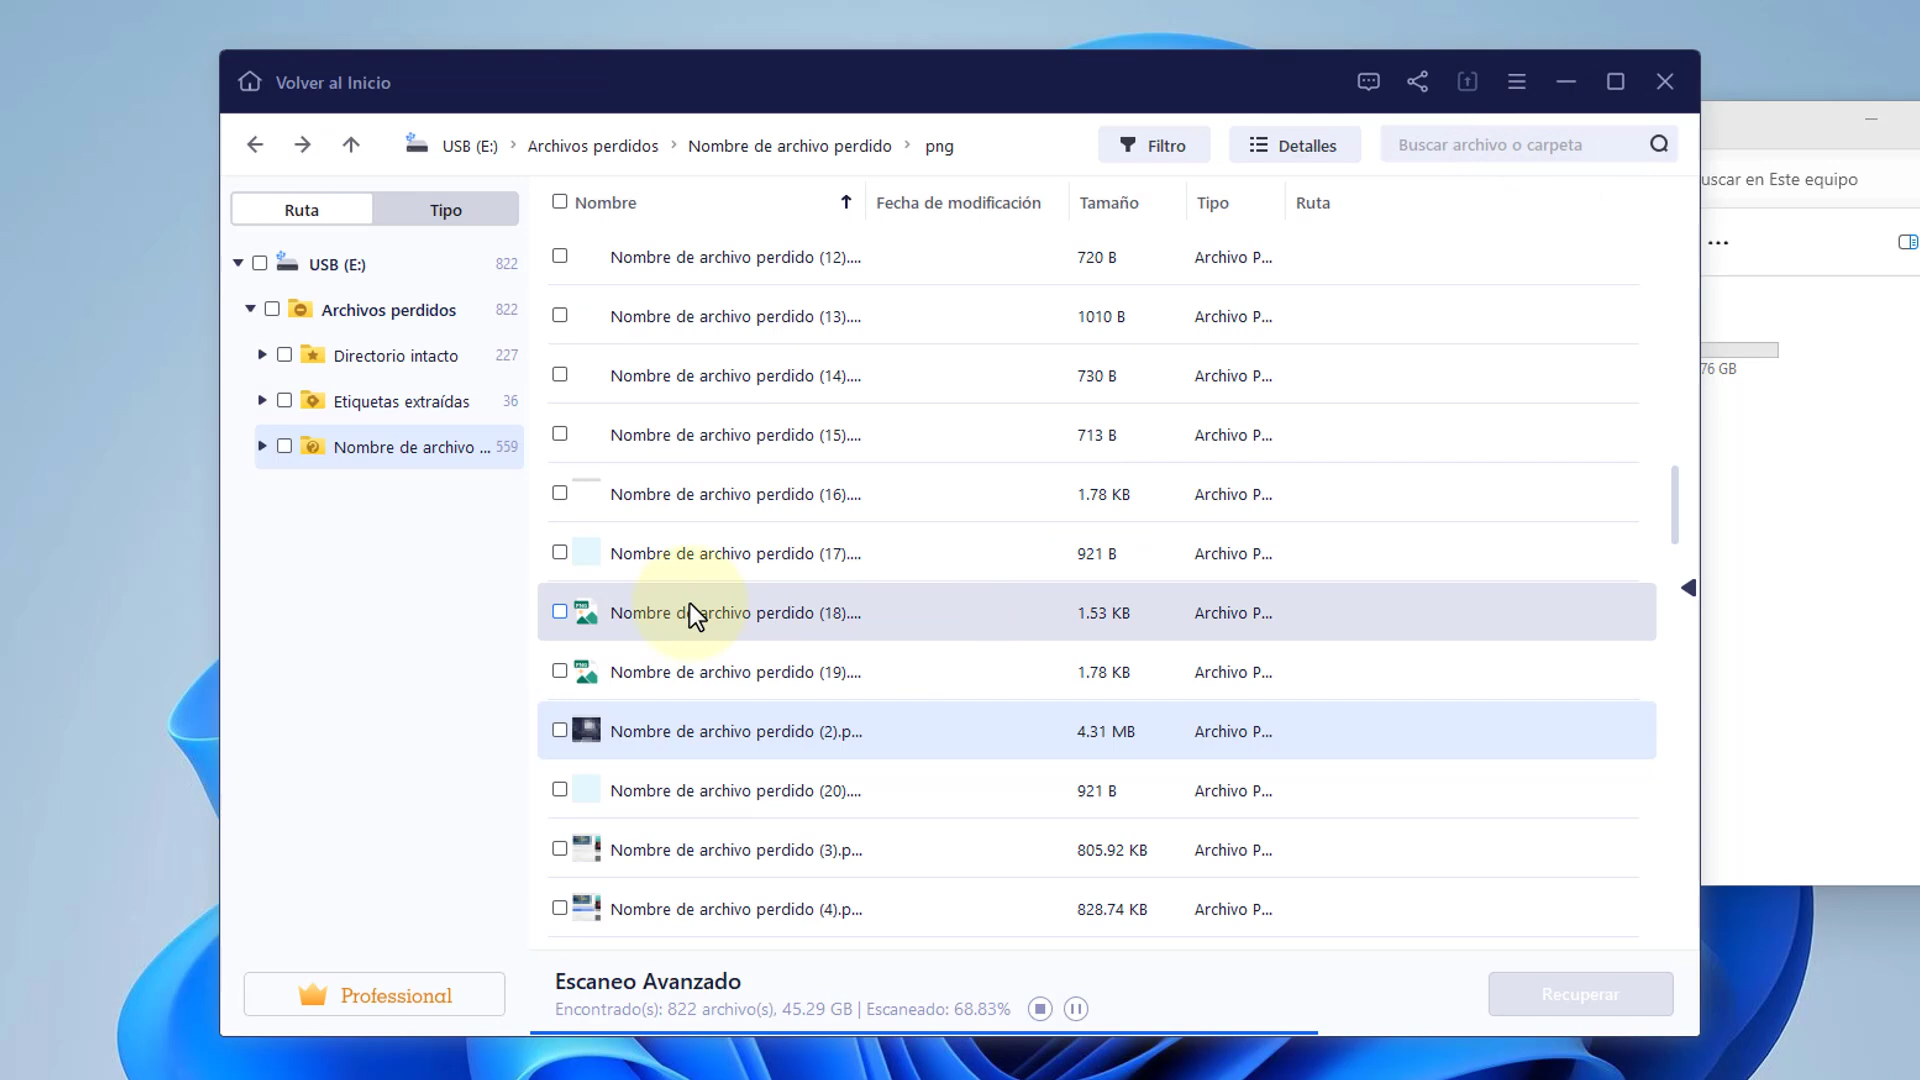 Volver al Inicio
USB (E:) › Archivos perdidos › Nombre de archivo perdido › png
Filtro
Detalles
Buscar archivo o carpeta
uscar en Este equipo
Ruta
Tipo
Nombre
Fecha de modificación
Tamaño
Tipo
Ruta
USB (E:) 822
Archivos perdidos 822
Directorio intacto 227
Etiquetas extraídas 36
Nombre de archivo ... 559
Nombre de archivo perdido (12).... 720 B Archivo P...
Nombre de archivo perdido (13).... 1010 B Archivo P...
Nombre de archivo perdido (14).... 730 B Archivo P...
Nombre de archivo perdido (15).... 713 B Archivo P...
Nombre de archivo perdido (16).... 1.78 KB Archivo P...
Nombre de archivo perdido (17).... 921 B Archivo P...
Nombre de archivo perdido (18).... 1.53 KB Archivo P...
Nombre de archivo perdido (19).... 1.78 KB Archivo P...
Nombre de archivo perdido (2).p... 4.31 MB Archivo P...
Nombre de archivo perdido (20).... 921 B Archivo P...
Nombre de archivo perdido (3).p... 805.92 KB Archivo P...
Nombre de archivo perdido (4).p... 828.74 KB Archivo P...
76 GB
Professional
Escaneo Avanzado
Encontrado(s): 822 archivo(s), 45.29 GB | Escaneado: 68.83%
Recuperar